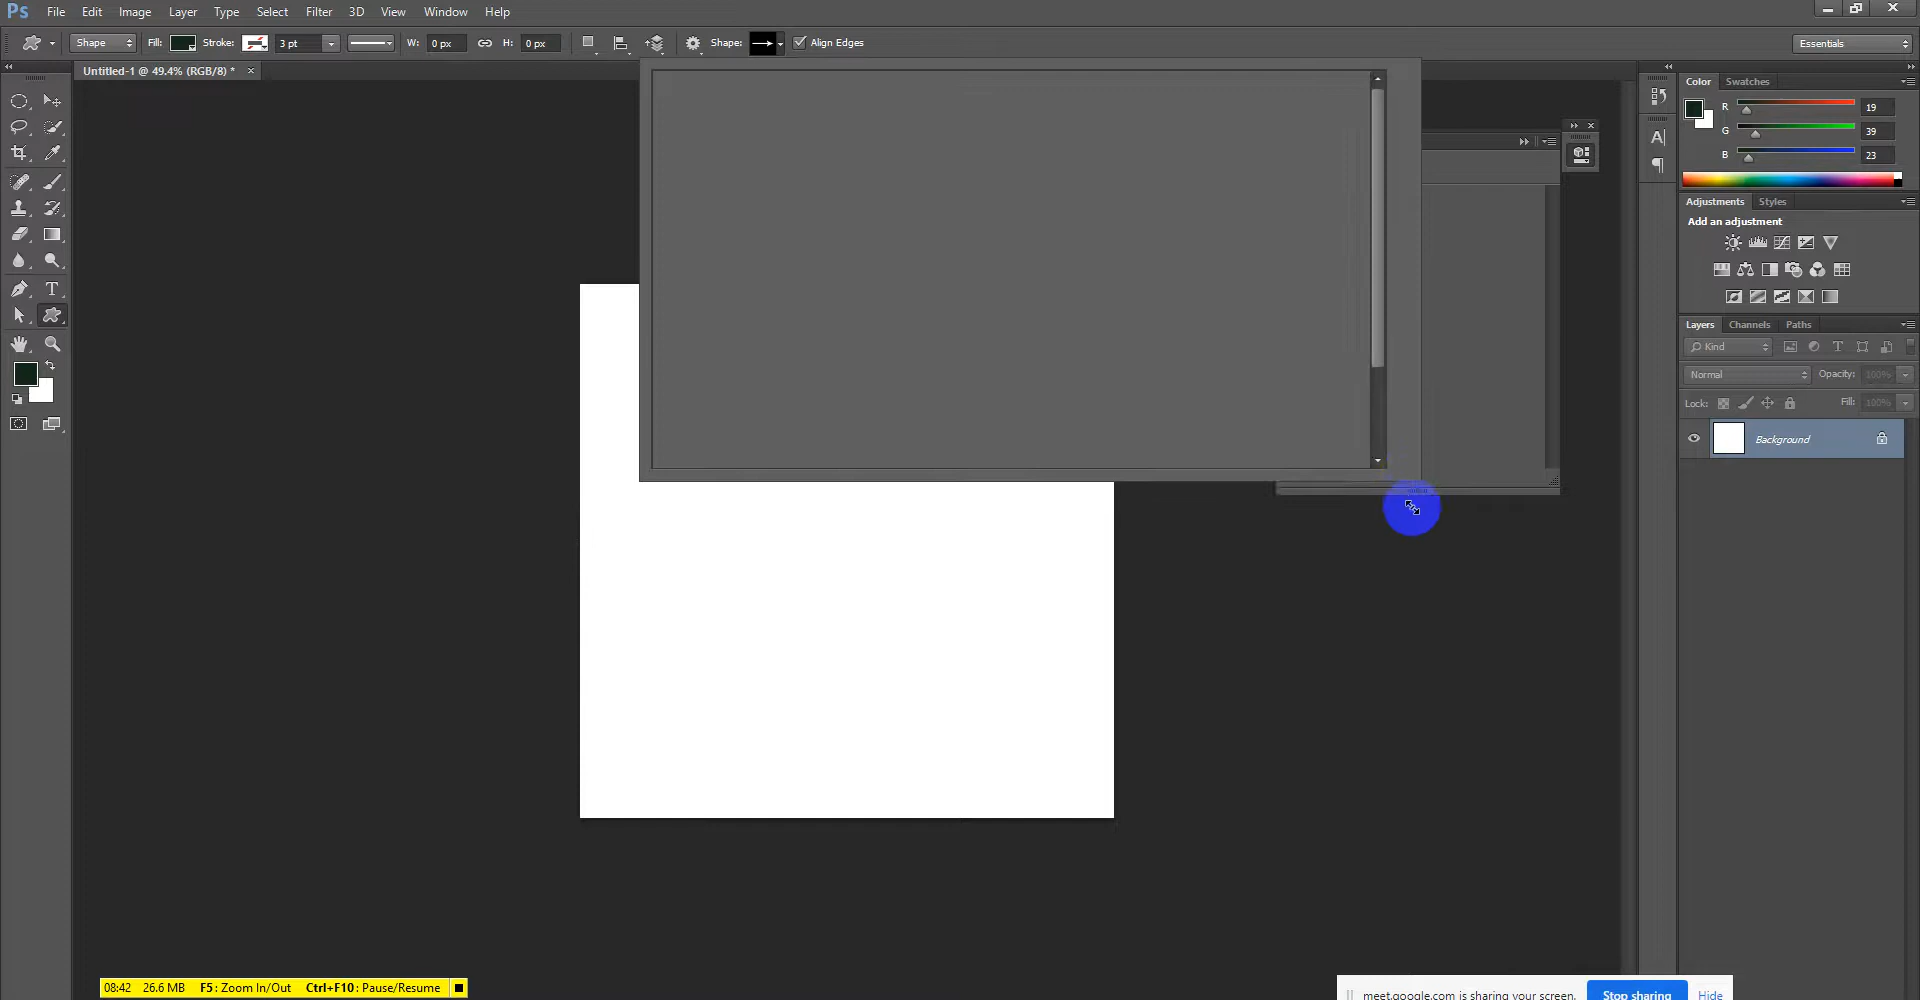 Ps File Edit Image Layer Type Select Filter 3D View Window Help
Shape Fill: Stroke: 3 pt W: 0 px H: 0 px Shape: Align Edges Essentials
Untitled-1 @ 49.4% (RGB/8) * ×
Color Swatches
R 19
G 39
B 23
Adjustments Styles
Add an adjustment
Layers Channels Paths
Kind
Normal Opacity: 100%
Lock: Fill: 100%
Background
08:42 26.6 MB F5: Zoom In/Out Ctrl+F10: Pause/Resume
meet.google.com is sharing your screen. Stop sharing Hide